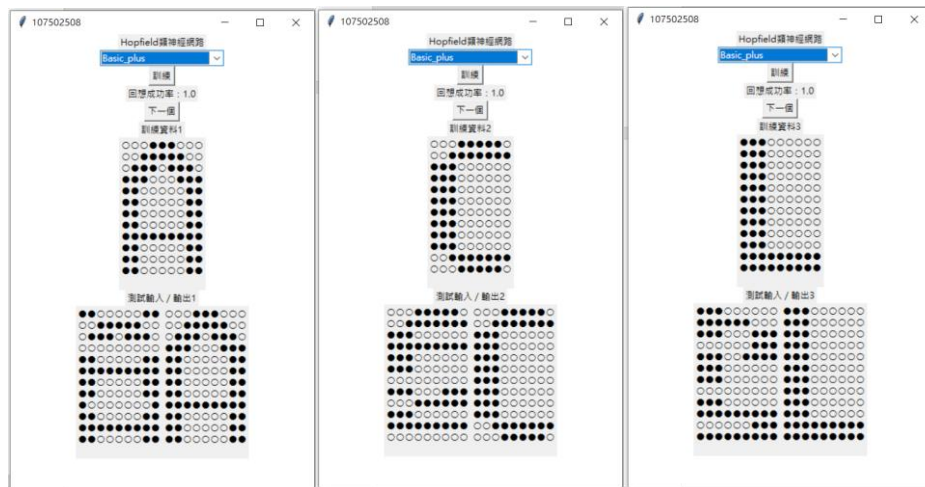 107502508
Hopfield類神經網路
Basic_plus
訓練
回想成功率：1.0
下一個
訓練資料1
測試輸入 / 輸出1
107502508
Hopfield類神經網路
Basic_plus
訓練
回想成功率：1.0
下一個
訓練資料2
測試輸入 / 輸出2
107502508
Hopfield類神經網路
Basic_plus
訓練
回想成功率：1.0
下一個
訓練資料3
測試輸入 / 輸出3